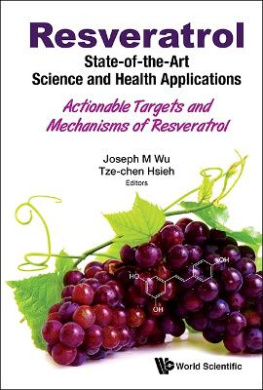 Resveratrol
State-of-the-Art
Science and Health Applications
Actionable Targets and
Mechanisms of Resveratrol
Joseph M Wu
Tze-chen Hsieh
Editors
HO
OH
OH
World Scientific